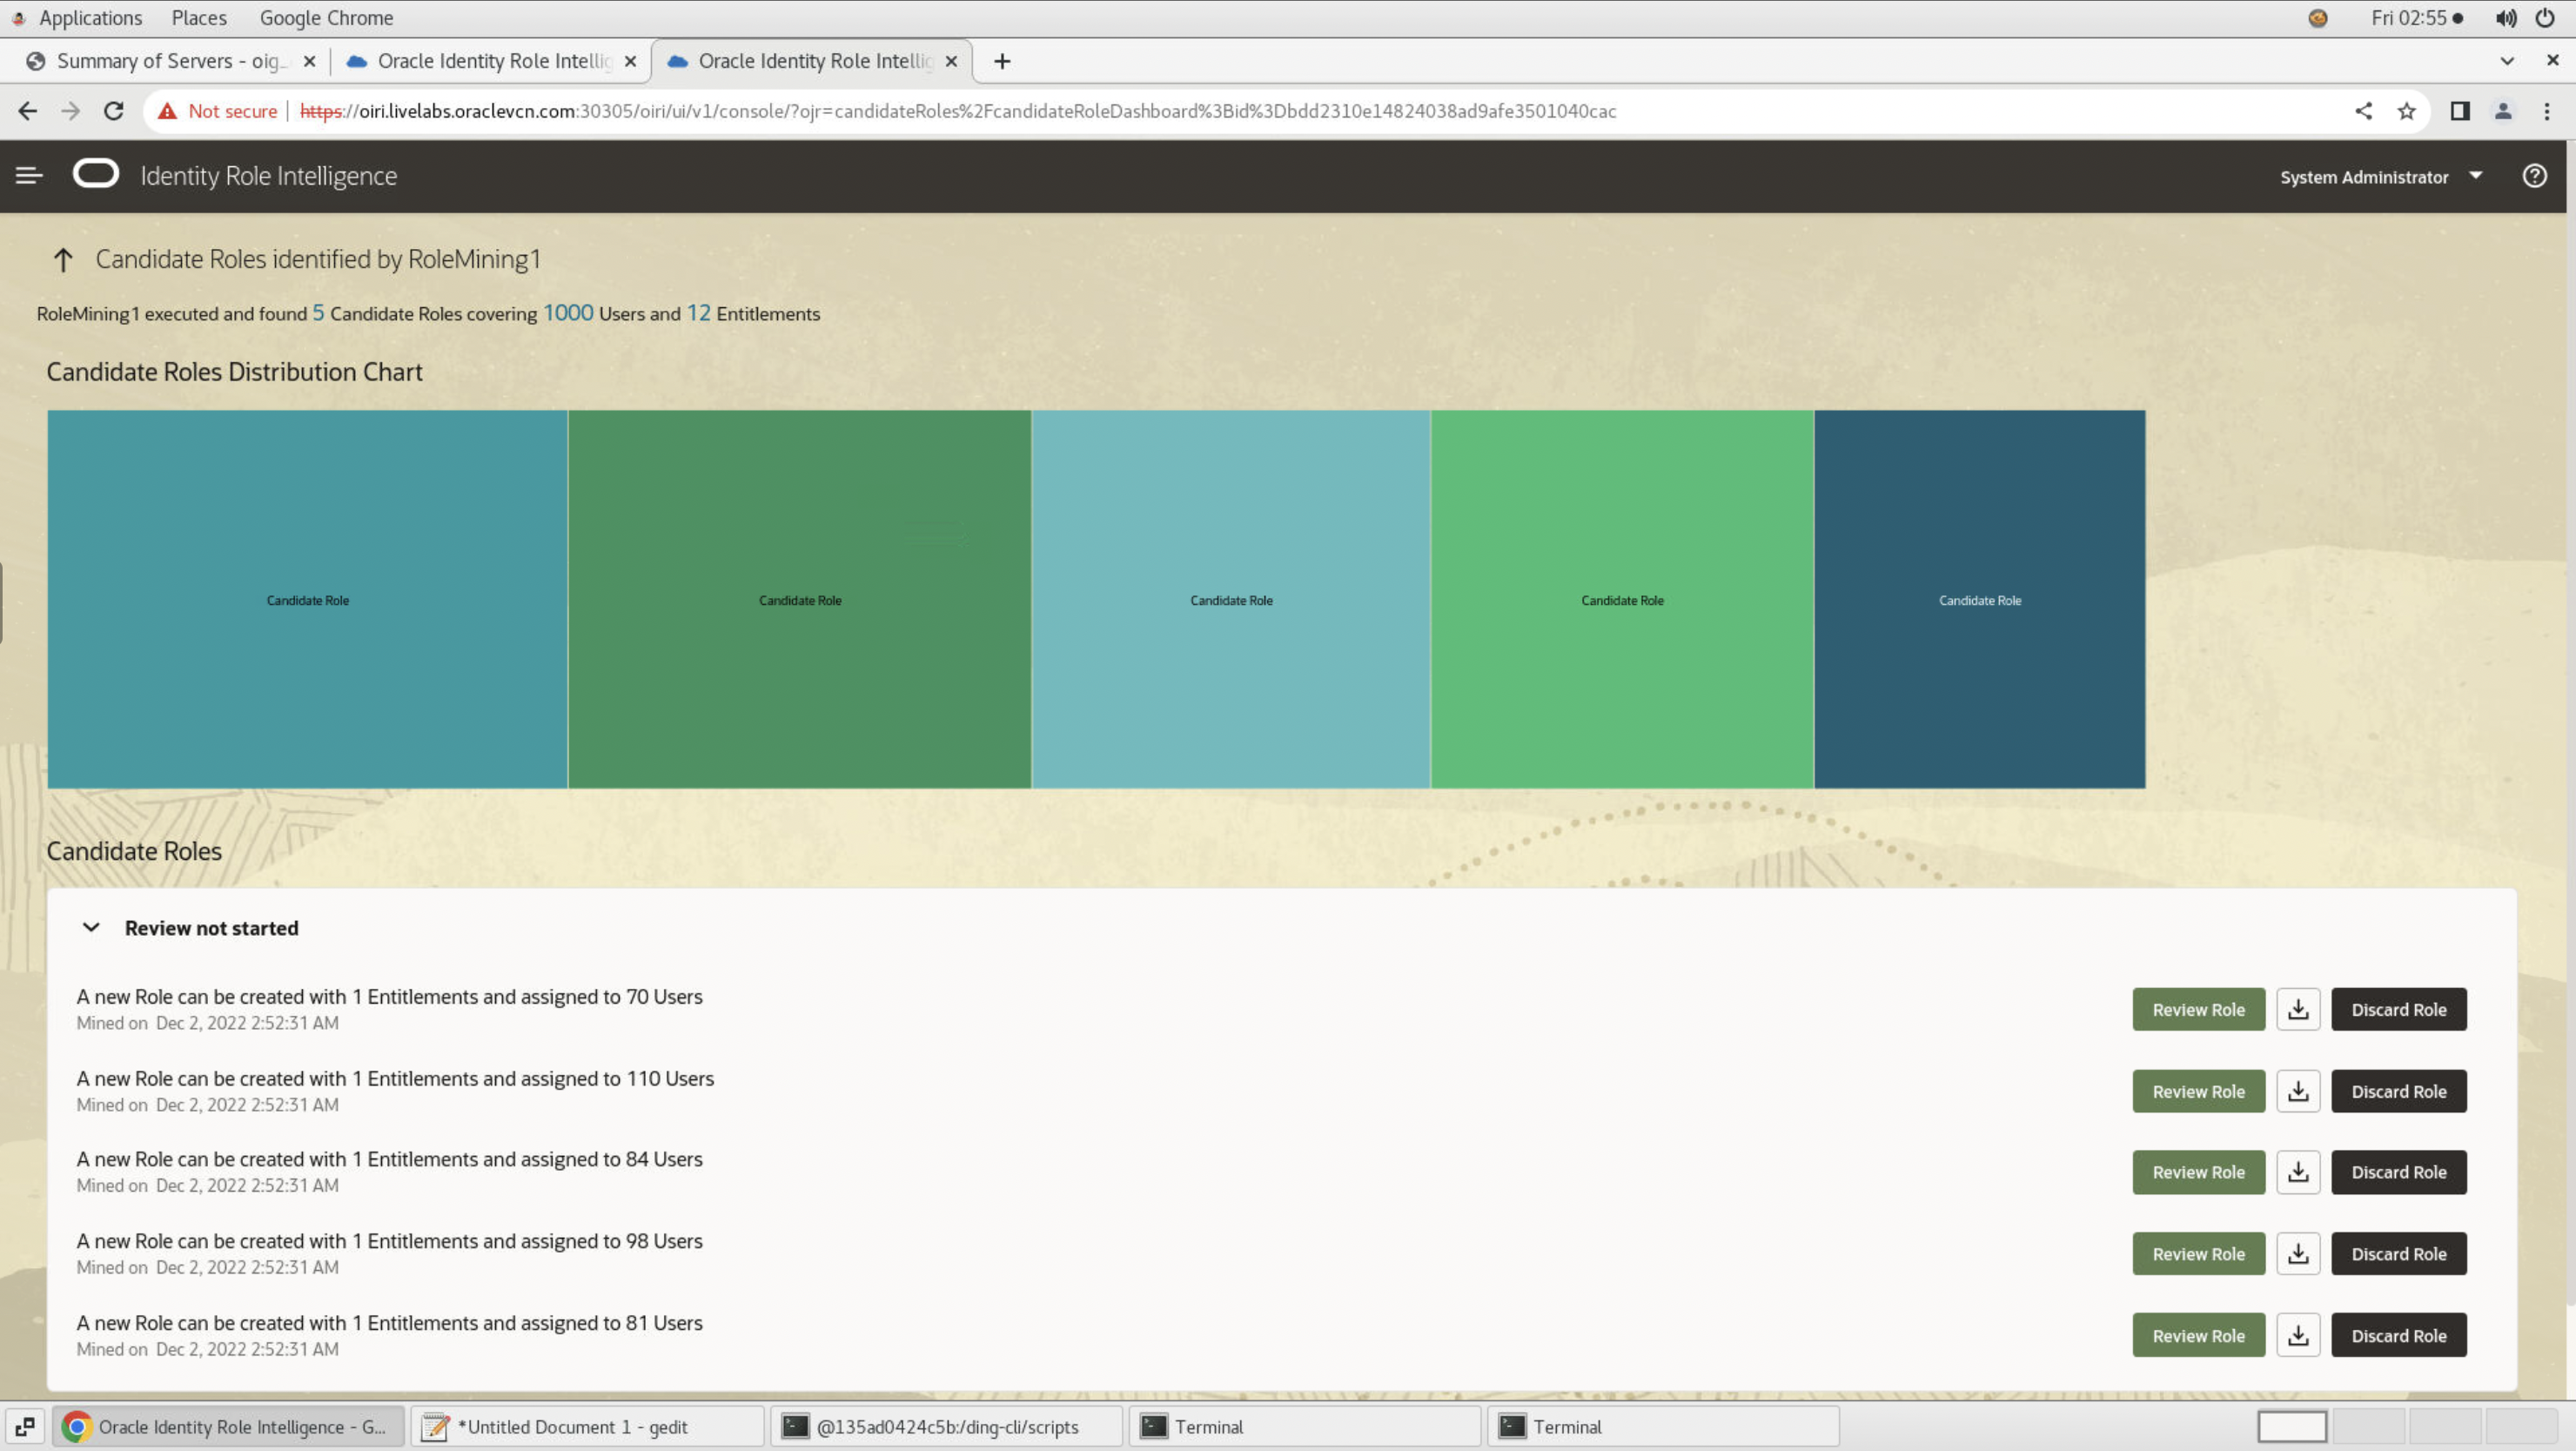 Applications Places Google Chrome Fri 02:55
Summary of Servers - oig_ Oracle Identity Role Intellig Oracle Identity Role Intellig
Not secure https://oiri.livelabs.oraclevcn.com:30305/oiri/ui/v1/console/?ojr=candidateRoles%2FcandidateRoleDashboard%3Bid%3Dbdd2310e14824038ad9afe3501040cac
Identity Role Intelligence System Administrator
Candidate Roles identified by RoleMining1
RoleMining1 executed and found 5 Candidate Roles covering 1000 Users and 12 Entitlements
Candidate Roles Distribution Chart
Candidate Role Candidate Role Candidate Role Candidate Role Candidate Role
Candidate Roles
Review not started
A new Role can be created with 1 Entitlements and assigned to 70 Users
Mined on Dec 2, 2022 2:52:31 AM
Review Role Discard Role
A new Role can be created with 1 Entitlements and assigned to 110 Users
Mined on Dec 2, 2022 2:52:31 AM
Review Role Discard Role
A new Role can be created with 1 Entitlements and assigned to 84 Users
Mined on Dec 2, 2022 2:52:31 AM
Review Role Discard Role
A new Role can be created with 1 Entitlements and assigned to 98 Users
Mined on Dec 2, 2022 2:52:31 AM
Review Role Discard Role
A new Role can be created with 1 Entitlements and assigned to 81 Users
Mined on Dec 2, 2022 2:52:31 AM
Review Role Discard Role
Oracle Identity Role Intelligence - G... *Untitled Document 1 - gedit @135ad0424c5b:/ding-cli/scripts Terminal Terminal